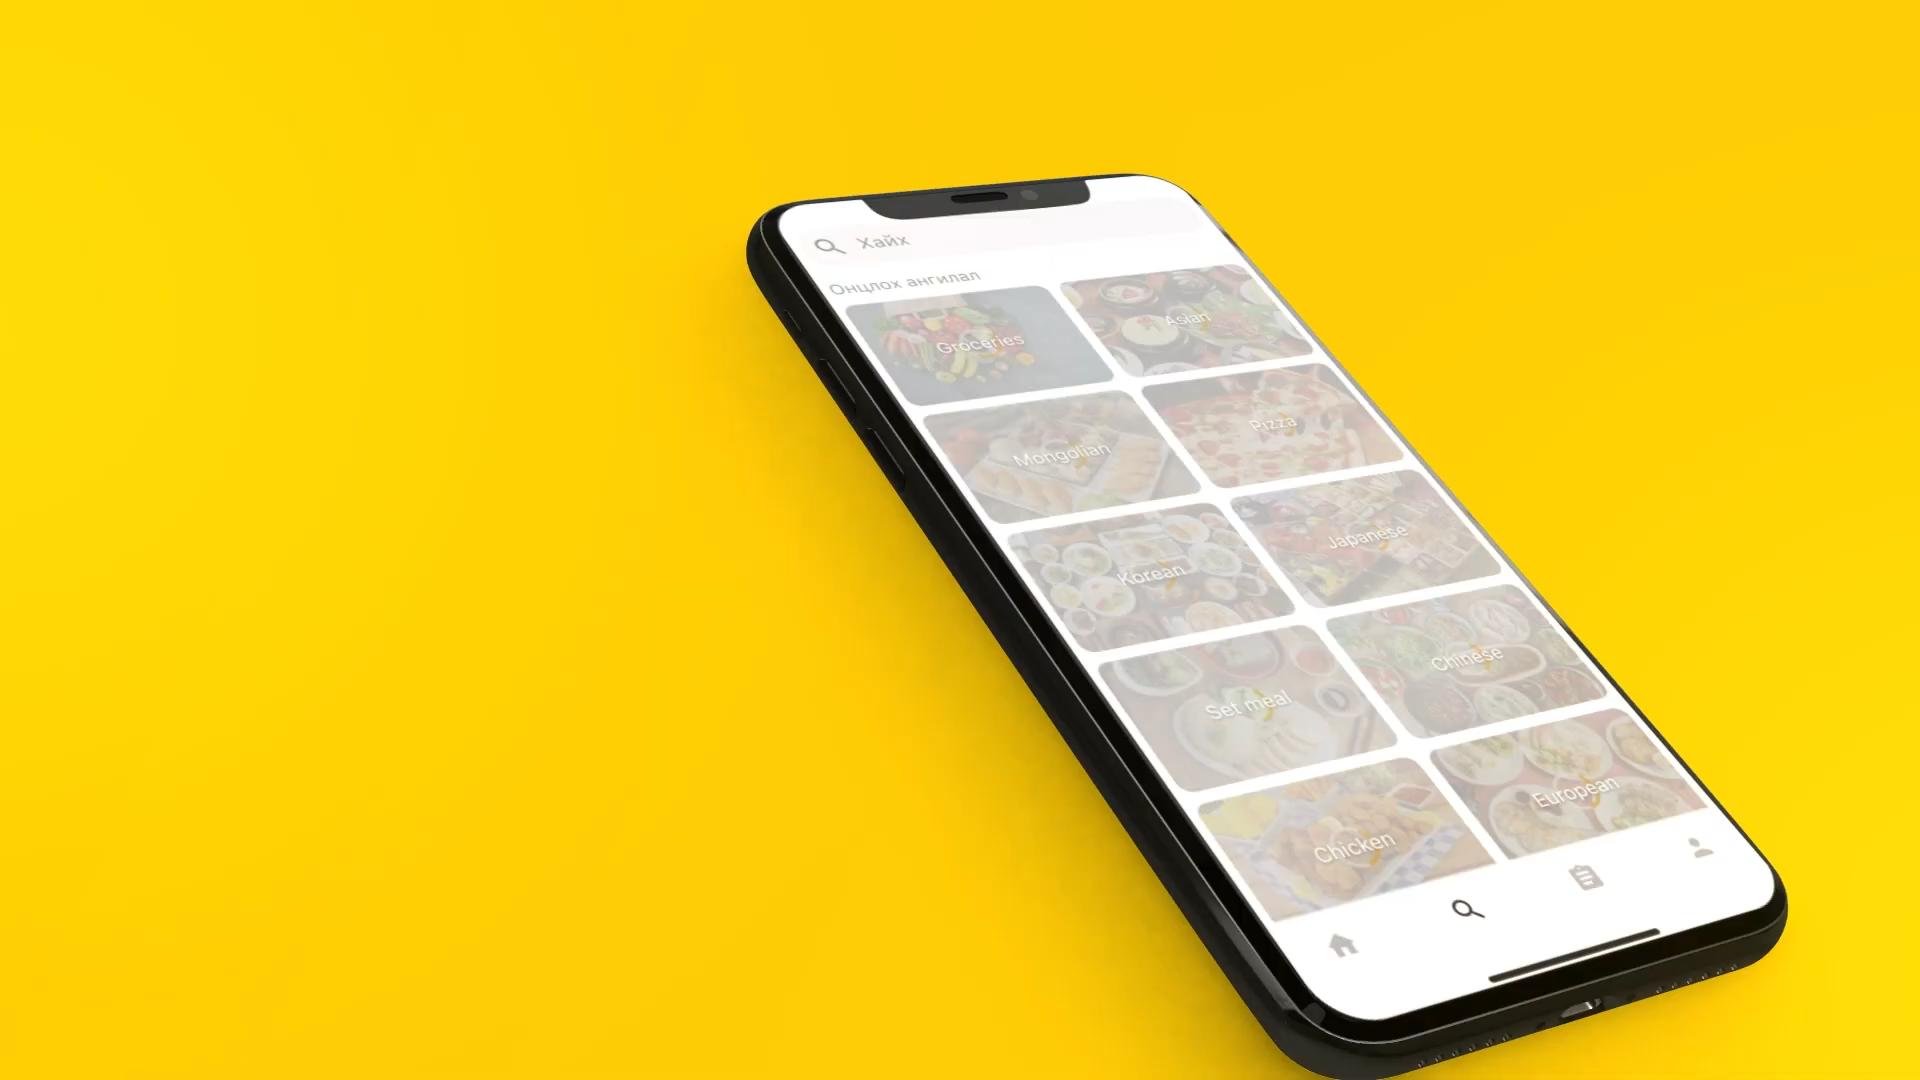 Хайх
Онцлох ангилал
Groceries
Asian
Mongolian
Pizza
Korean
Japanese
Set meal
Chinese
Chicken
European